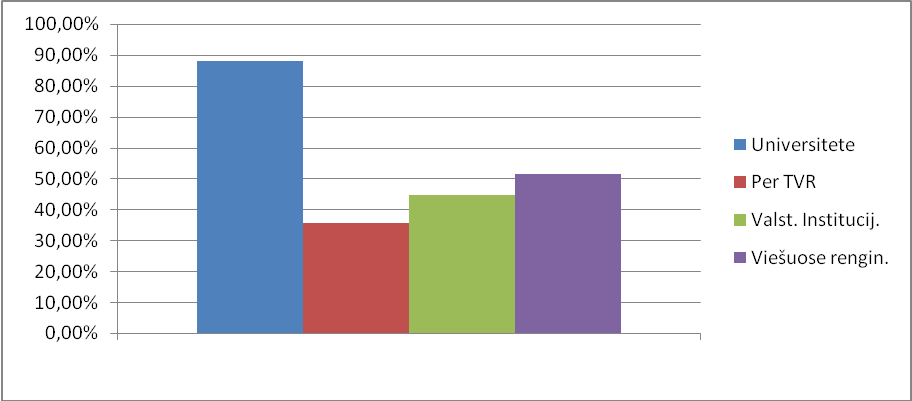 100,00%
90,00%
80,00%
70,00%
60,00%
50,00%
40,00%
30,00%
20,00%
10,00%
0,00%
Universitete
Per TVR
Valst. Institucij.
Viešuose rengin.